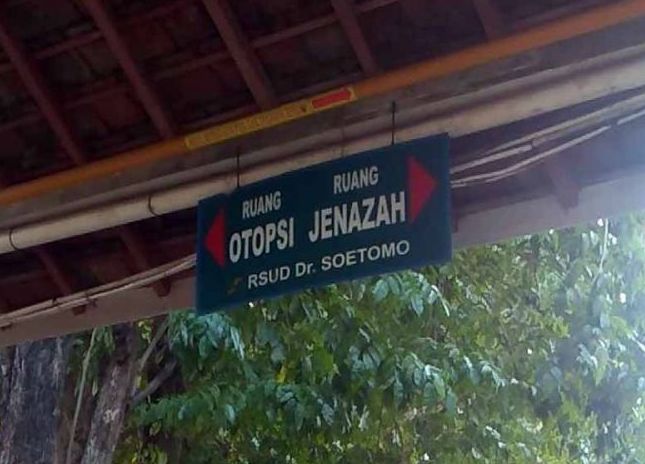 RUANG RUANG
OTOPSI JENAZAH
RSUD Dr. SOETOMO